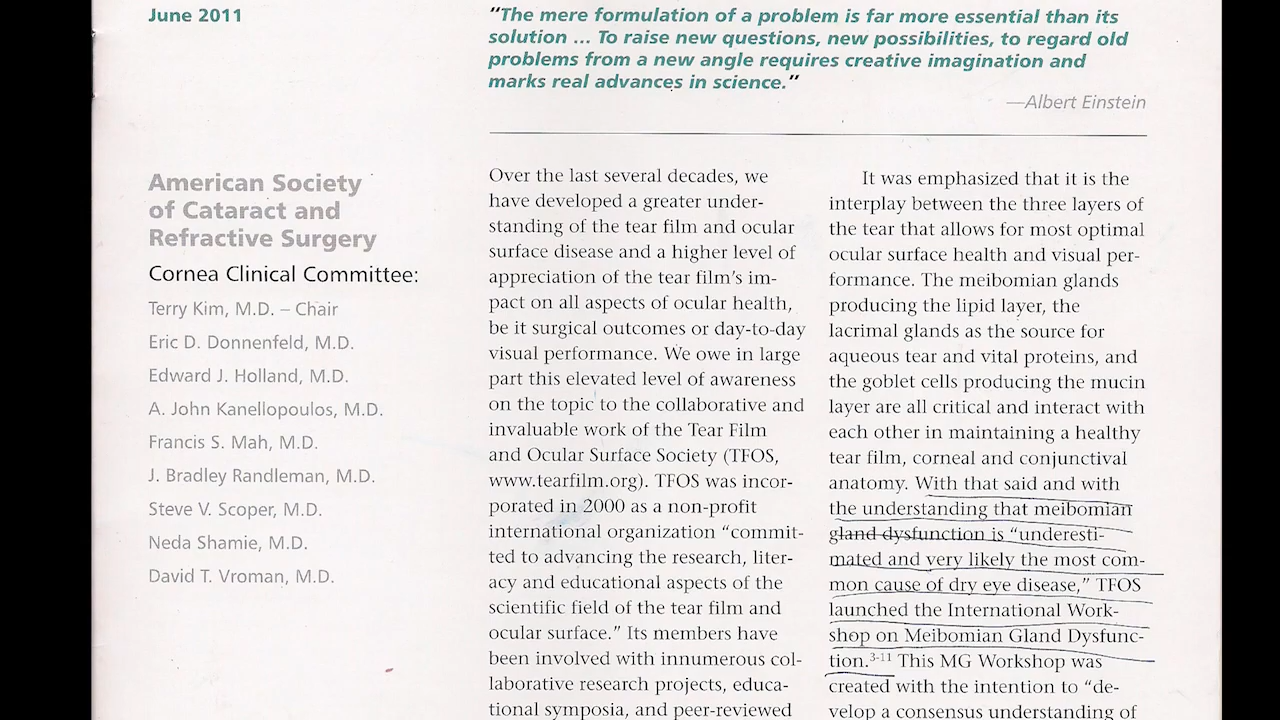 June 2011
"The mere formulation of a problem is far more essential than its
solution ... To raise new questions, new possibilities, to regard old
problems from a new angle requires creative imagination and
marks real advances in science."
—Albert Einstein
American Society
of Cataract and
Refractive Surgery
Cornea Clinical Committee:
Terry Kim, M.D. – Chair
Eric D. Donnenfeld, M.D.
Edward J. Holland, M.D.
A. John Kanellopoulos, M.D.
Francis S. Mah, M.D.
J. Bradley Randleman, M.D.
Steve V. Scoper, M.D.
Neda Shamie, M.D.
David T. Vroman, M.D.
Over the last several decades, we
have developed a greater under-
standing of the tear film and ocular
surface disease and a higher level of
appreciation of the tear film's im-
pact on all aspects of ocular health,
be it surgical outcomes or day-to-day
visual performance. We owe in large
part this elevated level of awareness
on the topic to the collaborative and
invaluable work of the Tear Film
and Ocular Surface Society (TFOS,
www.tearfilm.org). TFOS was incor-
porated in 2000 as a non-profit
international organization "commit-
ted to advancing the research, liter-
acy and educational aspects of the
scientific field of the tear film and
ocular surface." Its members have
been involved with innumerous col-
laborative research projects, educa-
tional symposia, and peer-reviewed
It was emphasized that it is the
interplay between the three layers of
the tear that allows for most optimal
ocular surface health and visual per-
formance. The meibomian glands
producing the lipid layer, the
lacrimal glands as the source for
aqueous tear and vital proteins, and
the goblet cells producing the mucin
layer are all critical and interact with
each other in maintaining a healthy
tear film, corneal and conjunctival
anatomy. With that said and with
the understanding that meibomian
gland dysfunction is "underesti-
mated and very likely the most com-
mon cause of dry eye disease," TFOS
launched the International Work-
shop on Meibomian Gland Dysfunc-
tion.3-11 This MG Workshop was
created with the intention to "de-
velop a consensus understanding of